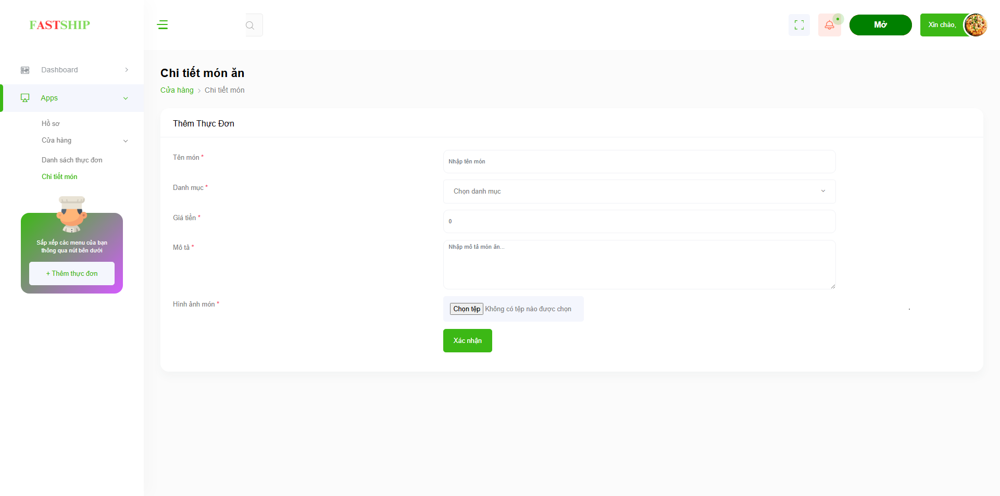 FASTSHIP
Mở
Xin chào,
Dashboard
Apps
Hồ sơ
Cửa hàng
Danh sách thực đơn
Chi tiết món
Sắp xếp các menu của bạn
thông qua nút bên dưới
+ Thêm thực đơn
Chi tiết món ăn
Cửa hàng > Chi tiết món
Thêm Thực Đơn
Tên món *
Nhập tên món
Danh mục *
Chọn danh mục
Giá tiền *
0
Mô tả *
Nhập mô tả món ăn...
Hình ảnh món *
Chọn tệp Không có tệp nào được chọn
.
Xác nhận